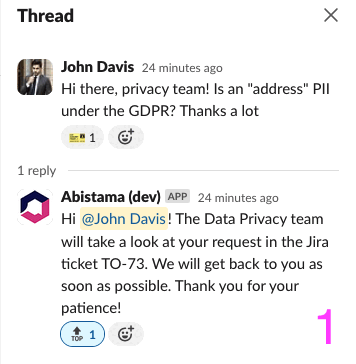 Thread
John Davis 24 minutes ago
Hi there, privacy team! Is an "address" PII
under the GDPR? Thanks a lot
1
1 reply
Abistama (dev) APP 24 minutes ago
Hi @John Davis! The Data Privacy team
will take a look at your request in the Jira
ticket TO-73. We will get back to you as
soon as possible. Thank you for your
patience!
TOP 1
1